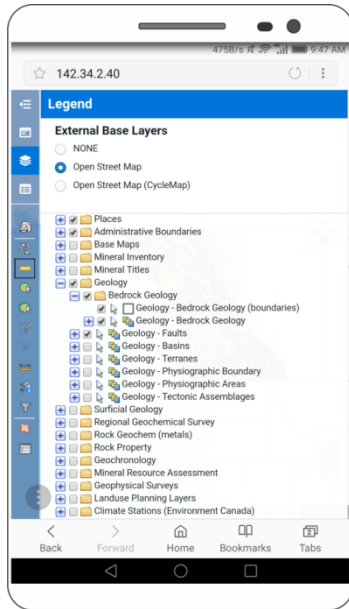 475B/s 9:47 AM
142.34.2.40
Legend
External Base Layers
NONE
Open Street Map
Open Street Map (CycleMap)
Places
Administrative Boundaries
Base Maps
Mineral Inventory
Mineral Titles
Geology
Bedrock Geology
Geology - Bedrock Geology (boundaries)
Geology - Bedrock Geology
Geology - Faults
Geology - Basins
Geology - Terranes
Geology - Physiographic Boundary
Geology - Physiographic Areas
Geology - Tectonic Assemblages
Surficial Geology
Regional Geochemical Survey
Rock Geochem (metals)
Rock Property
Geochronology
Mineral Resource Assessment
Geophysical Surveys
Landuse Planning Layers
Climate Stations (Environment Canada)
Back Forward Home Bookmarks Tabs